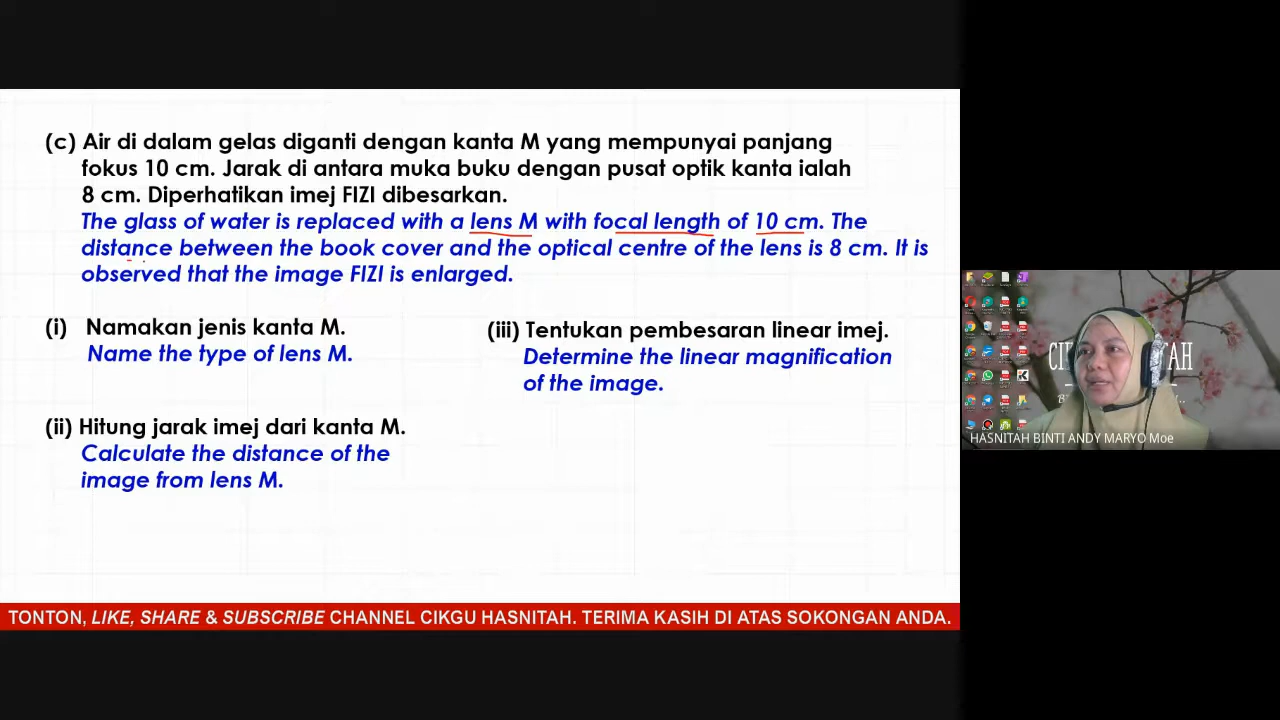 (c) Air di dalam gelas diganti dengan kanta M yang mempunyai panjang
fokus 10 cm. Jarak di antara muka buku dengan pusat optik kanta ialah
8 cm. Diperhatikan imej FIZI dibesarkan.
The glass of water is replaced with a lens M with focal length of 10 cm. The
distance between the book cover and the optical centre of the lens is 8 cm. It is
observed that the image FIZI is enlarged.
(i) Namakan jenis kanta M.
Name the type of lens M.
(ii) Hitung jarak imej dari kanta M.
Calculate the distance of the
image from lens M.
(iii) Tentukan pembesaran linear imej.
Determine the linear magnification
of the image.
HASNITAH BINTI ANDY MARYO Moe
TONTON, LIKE, SHARE & SUBSCRIBE CHANNEL CIKGU HASNITAH. TERIMA KASIH DI ATAS SOKONGAN ANDA.